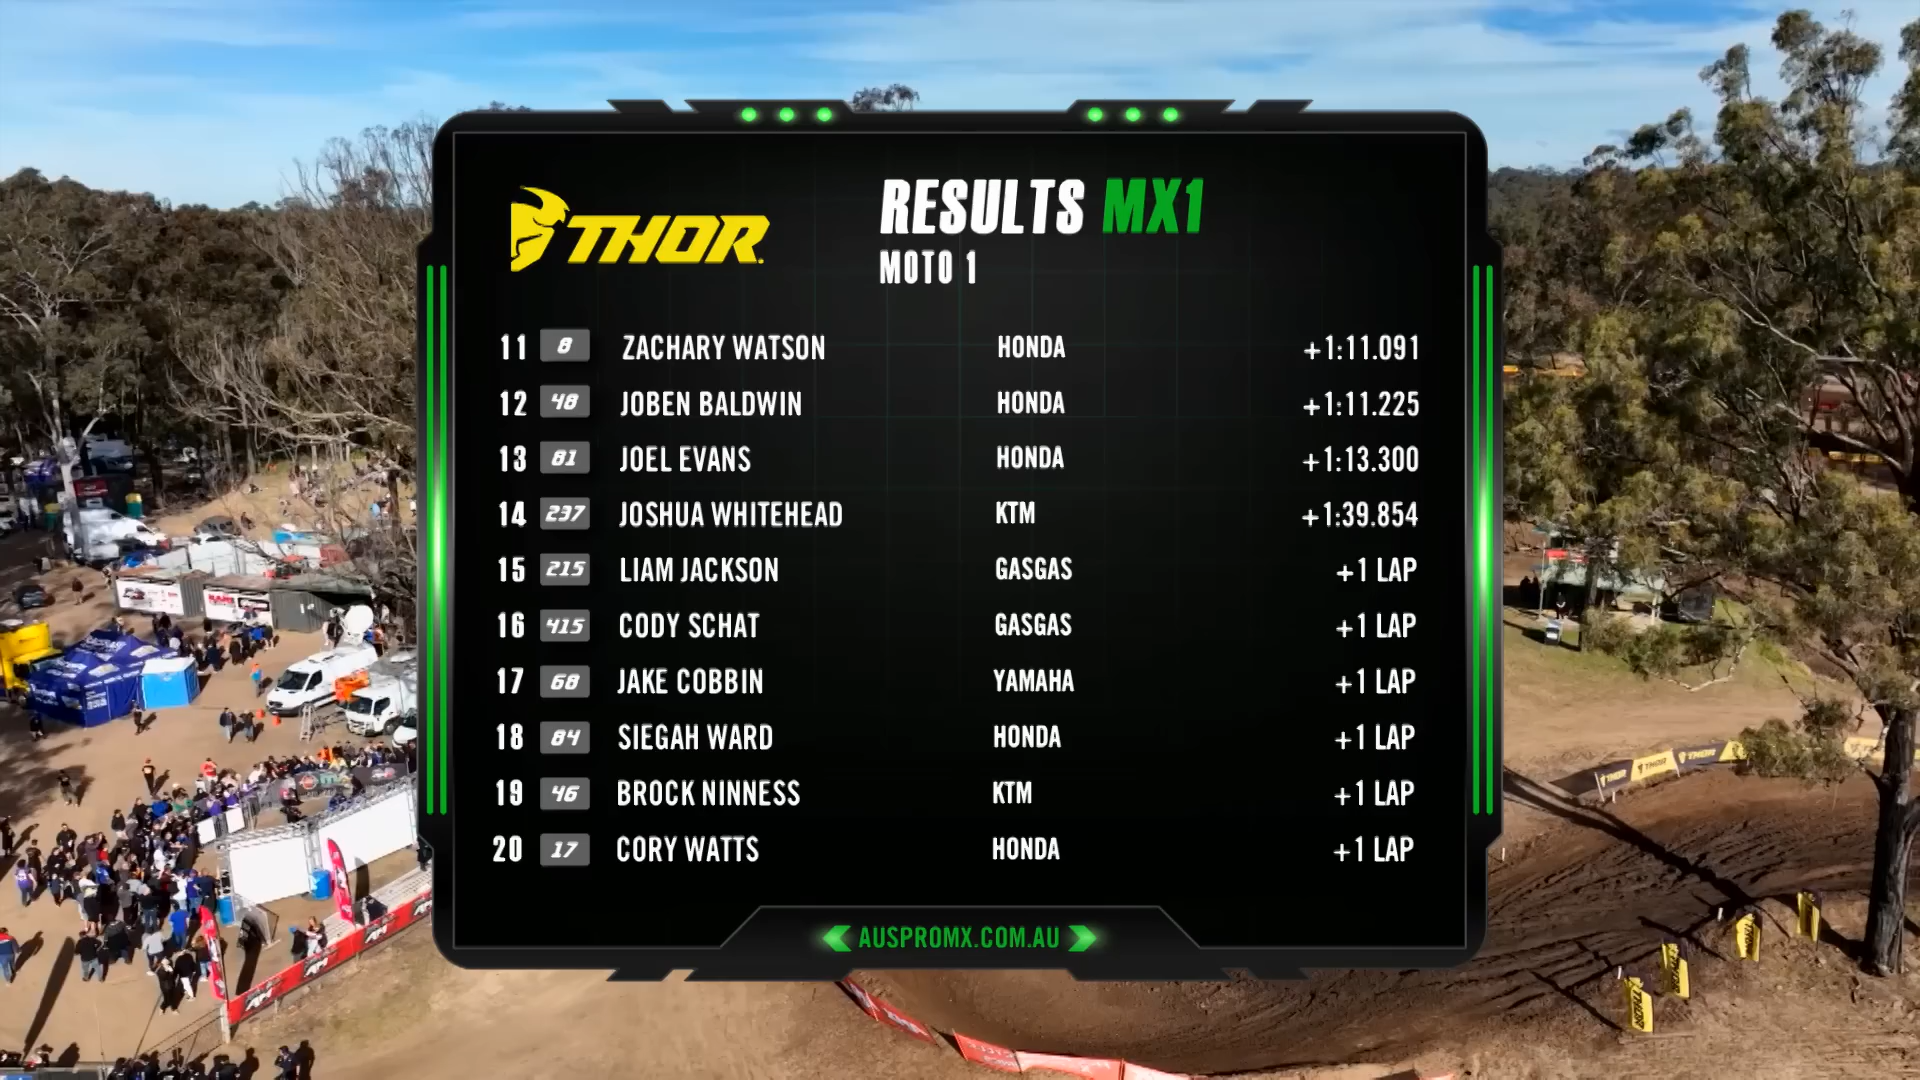 THOR
RESULTS MX1
MOTO 1
11 8 ZACHARY WATSON HONDA +1:11.091
12 48 JOBEN BALDWIN HONDA +1:11.225
13 81 JOEL EVANS HONDA +1:13.300
14 237 JOSHUA WHITEHEAD KTM +1:39.854
15 215 LIAM JACKSON GASGAS +1 LAP
16 415 CODY SCHAT GASGAS +1 LAP
17 68 JAKE COBBIN YAMAHA +1 LAP
18 84 SIEGAH WARD HONDA +1 LAP
19 46 BROCK NINNESS KTM +1 LAP
20 17 CORY WATTS HONDA +1 LAP
AUSPROMX.COM.AU
THOR
THOR
THOR
THOR